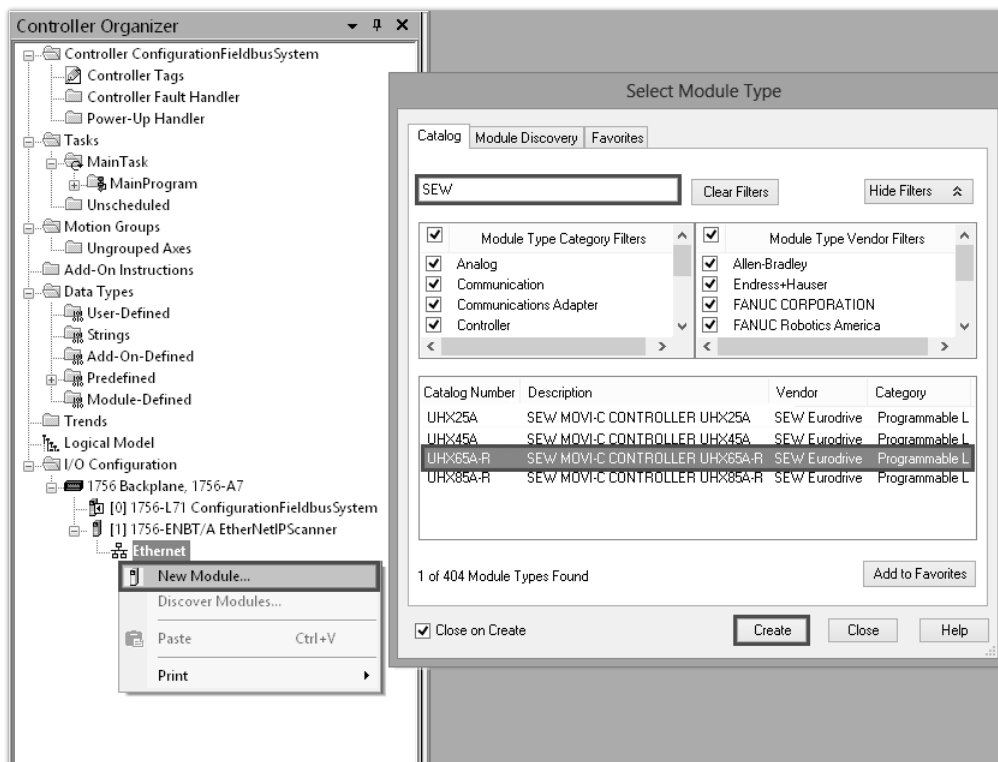 Controller Organizer
Controller ConfigurationFieldbusSystem
Controller Tags
Controller Fault Handler
Power-Up Handler
Tasks
MainTask
MainProgram
Unscheduled
Motion Groups
Ungrouped Axes
Add-On Instructions
Data Types
User-Defined
Strings
Add-On-Defined
Predefined
Module-Defined
Trends
Logical Model
I/O Configuration
1756 Backplane, 1756-A7
[0] 1756-L71 ConfigurationFieldbusSystem
[1] 1756-ENBT/A EtherNetIPScanner
Ethernet
New Module...
Discover Modules...
Paste Ctrl+V
Print
Select Module Type
Catalog Module Discovery Favorites
SEW Clear Filters Hide Filters
Module Type Category Filters Module Type Vendor Filters
Analog Allen-Bradley
Communication Endress+Hauser
Communications Adapter FANUC CORPORATION
Controller FANUC Robotics America
Catalog Number Description Vendor Category
UHX25A SEW MOVI-C CONTROLLER UHX25A SEW Eurodrive Programmable L
UHX45A SEW MOVI-C CONTROLLER UHX45A SEW Eurodrive Programmable L
UHX65A-R SEW MOVI-C CONTROLLER UHX65A-R SEW Eurodrive Programmable L
UHX85A-R SEW MOVI-C CONTROLLER UHX85A-R SEW Eurodrive Programmable L
1 of 404 Module Types Found Add to Favorites
Close on Create Create Close Help